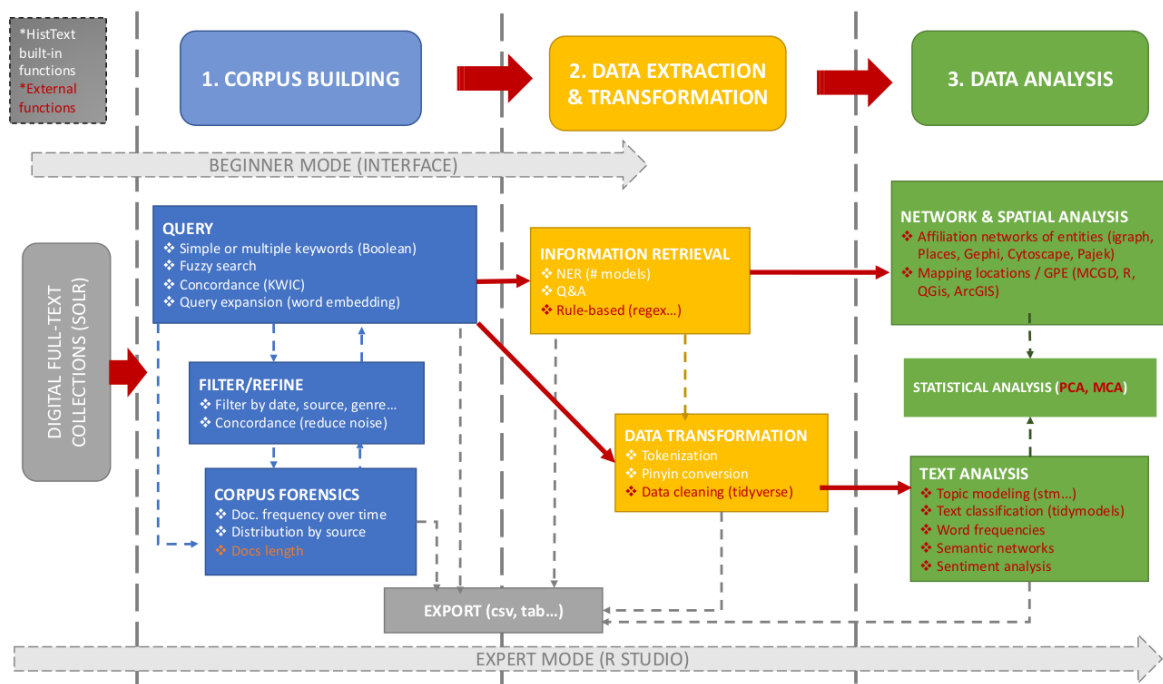 *HistText
built-in
functions
*External
functions
1. CORPUS BUILDING
2. DATA EXTRACTION
& TRANSFORMATION
3. DATA ANALYSIS
BEGINNER MODE (INTERFACE)
DIGITAL FULL-TEXT
COLLECTIONS (SOLR)
QUERY
❖ Simple or multiple keywords (Boolean)
❖ Fuzzy search
❖ Concordance (KWIC)
❖ Query expansion (word embedding)
FILTER/REFINE
❖ Filter by date, source, genre…
❖ Concordance (reduce noise)
CORPUS FORENSICS
❖ Doc. frequency over time
❖ Distribution by source
❖ Docs length
INFORMATION RETRIEVAL
❖ NER (# models)
❖ Q&A
❖ Rule-based (regex…)
DATA TRANSFORMATION
❖ Tokenization
❖ Pinyin conversion
❖ Data cleaning (tidyverse)
NETWORK & SPATIAL ANALYSIS
❖ Affiliation networks of entities (igraph,
Places, Gephi, Cytoscape, Pajek)
❖ Mapping locations / GPE (MCGD, R,
QGis, ArcGIS)
STATISTICAL ANALYSIS (PCA, MCA)
TEXT ANALYSIS
❖ Topic modeling (stm…)
❖ Text classification (tidymodels)
❖ Word frequencies
❖ Semantic networks
❖ Sentiment analysis
EXPORT (csv, tab…)
EXPERT MODE (R STUDIO)